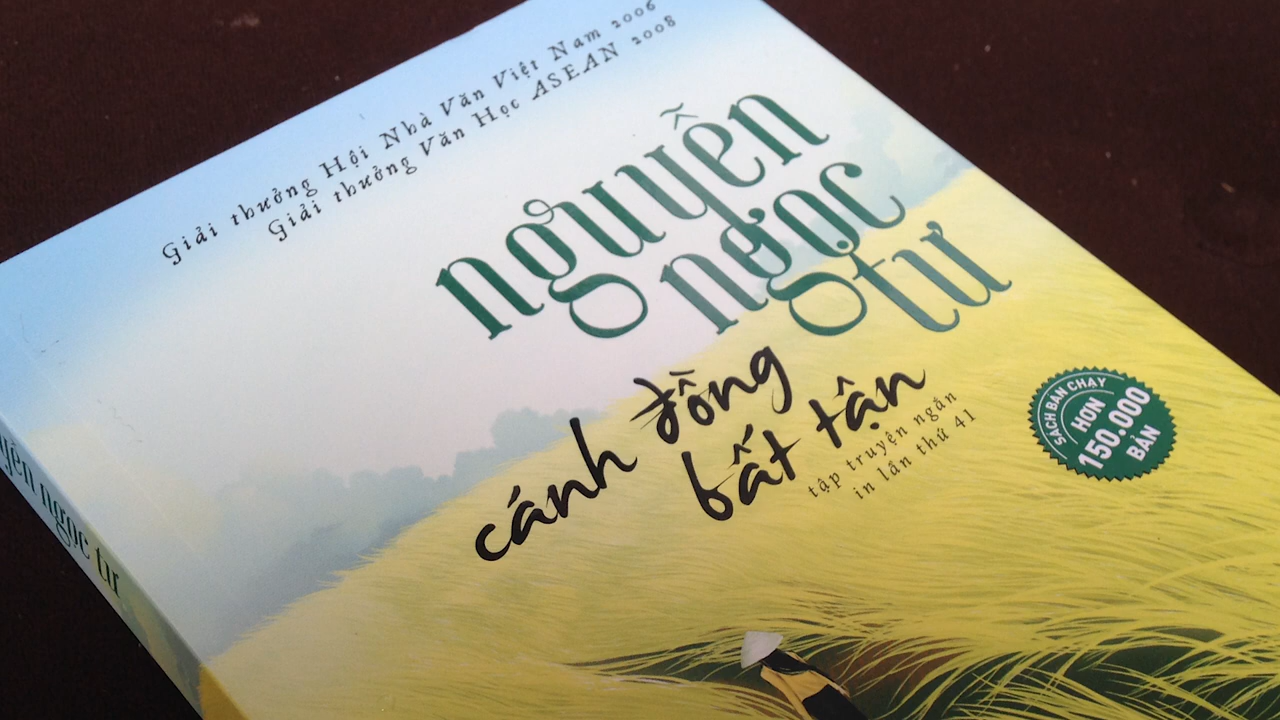 Giải thưởng Hội Nhà Văn Việt Nam 2006
Giải thưởng Văn Học ASEAN 2008
nguyễn
ngọc
tư
cánh đồng
bất tận
tập truyện ngắn
in lần thứ 41
SÁCH BÁN CHẠY
HƠN
150.000
BẢN
ngọc tư